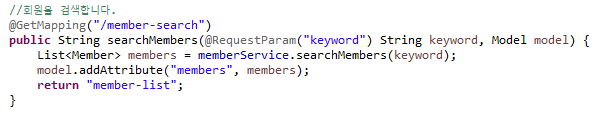 //회원을 검색합니다.
@GetMapping("/member-search")
public String searchMembers(@RequestParam("keyword") String keyword, Model model) {
    List<Member> members = memberService.searchMembers(keyword);
    model.addAttribute("members", members);
    return "member-list";
}